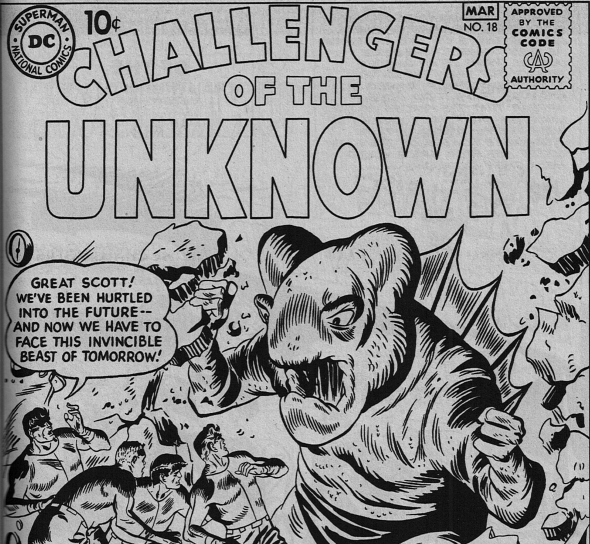 SUPERMAN
DC
NATIONAL COMICS
10¢
MAR
NO. 18
APPROVED
BY THE
COMICS
CODE
CA
AUTHORITY
CHALLENGERS
OF THE
UNKNOWN
GREAT SCOTT!
WE'VE BEEN HURTLED
INTO THE FUTURE--
AND NOW WE HAVE TO
FACE THIS INVINCIBLE
BEAST OF TOMORROW!